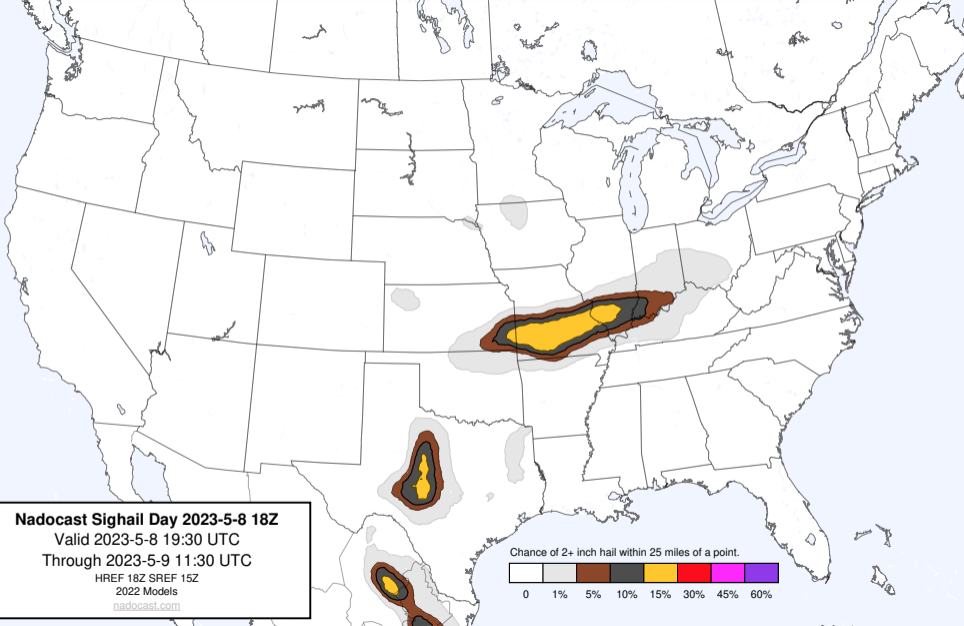 Nadocast Sighail Day 2023-5-8 18Z
Valid 2023-5-8 19:30 UTC
Through 2023-5-9 11:30 UTC
HREF 18Z SREF 15Z
2022 Models
nadocast.com
Chance of 2+ inch hail within 25 miles of a point.
0 1% 5% 10% 15% 30% 45% 60%